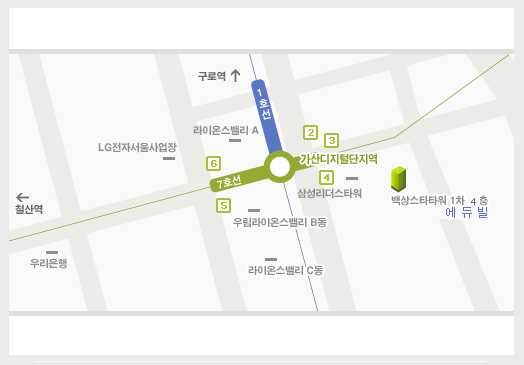 구로역
1호선
라이온스밸리 A
2
3
LG전자서울사업장
6
가산디지털단지역
7호선
4
삼성리더스타워
철산역
5
백상스타타워 1차 4 층
에 듀 빌
우림라이온스밸리 B동
우리은행
라이온스밸리 C동